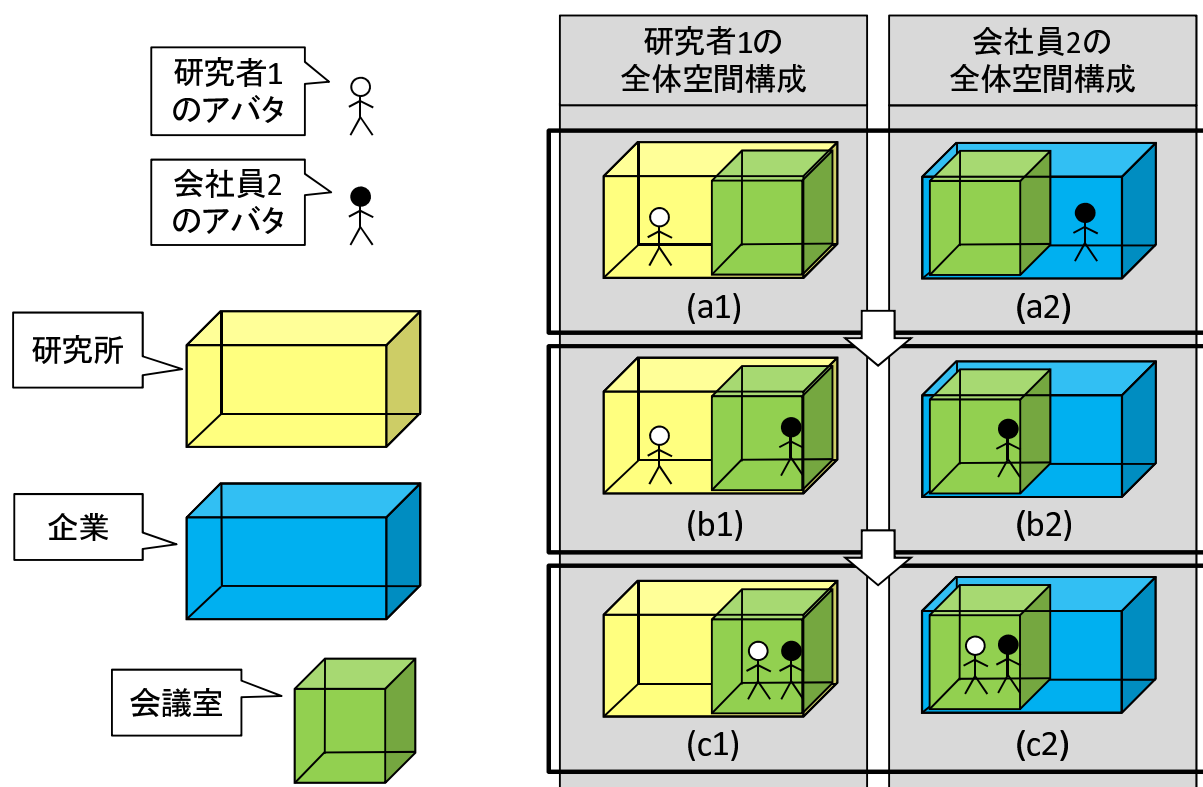 研究者1
のアバタ
会社員2
のアバタ
研究所
企業
会議室
研究者1の
全体空間構成
会社員2の
全体空間構成
(a1)
(a2)
(b1)
(b2)
(c1)
(c2)